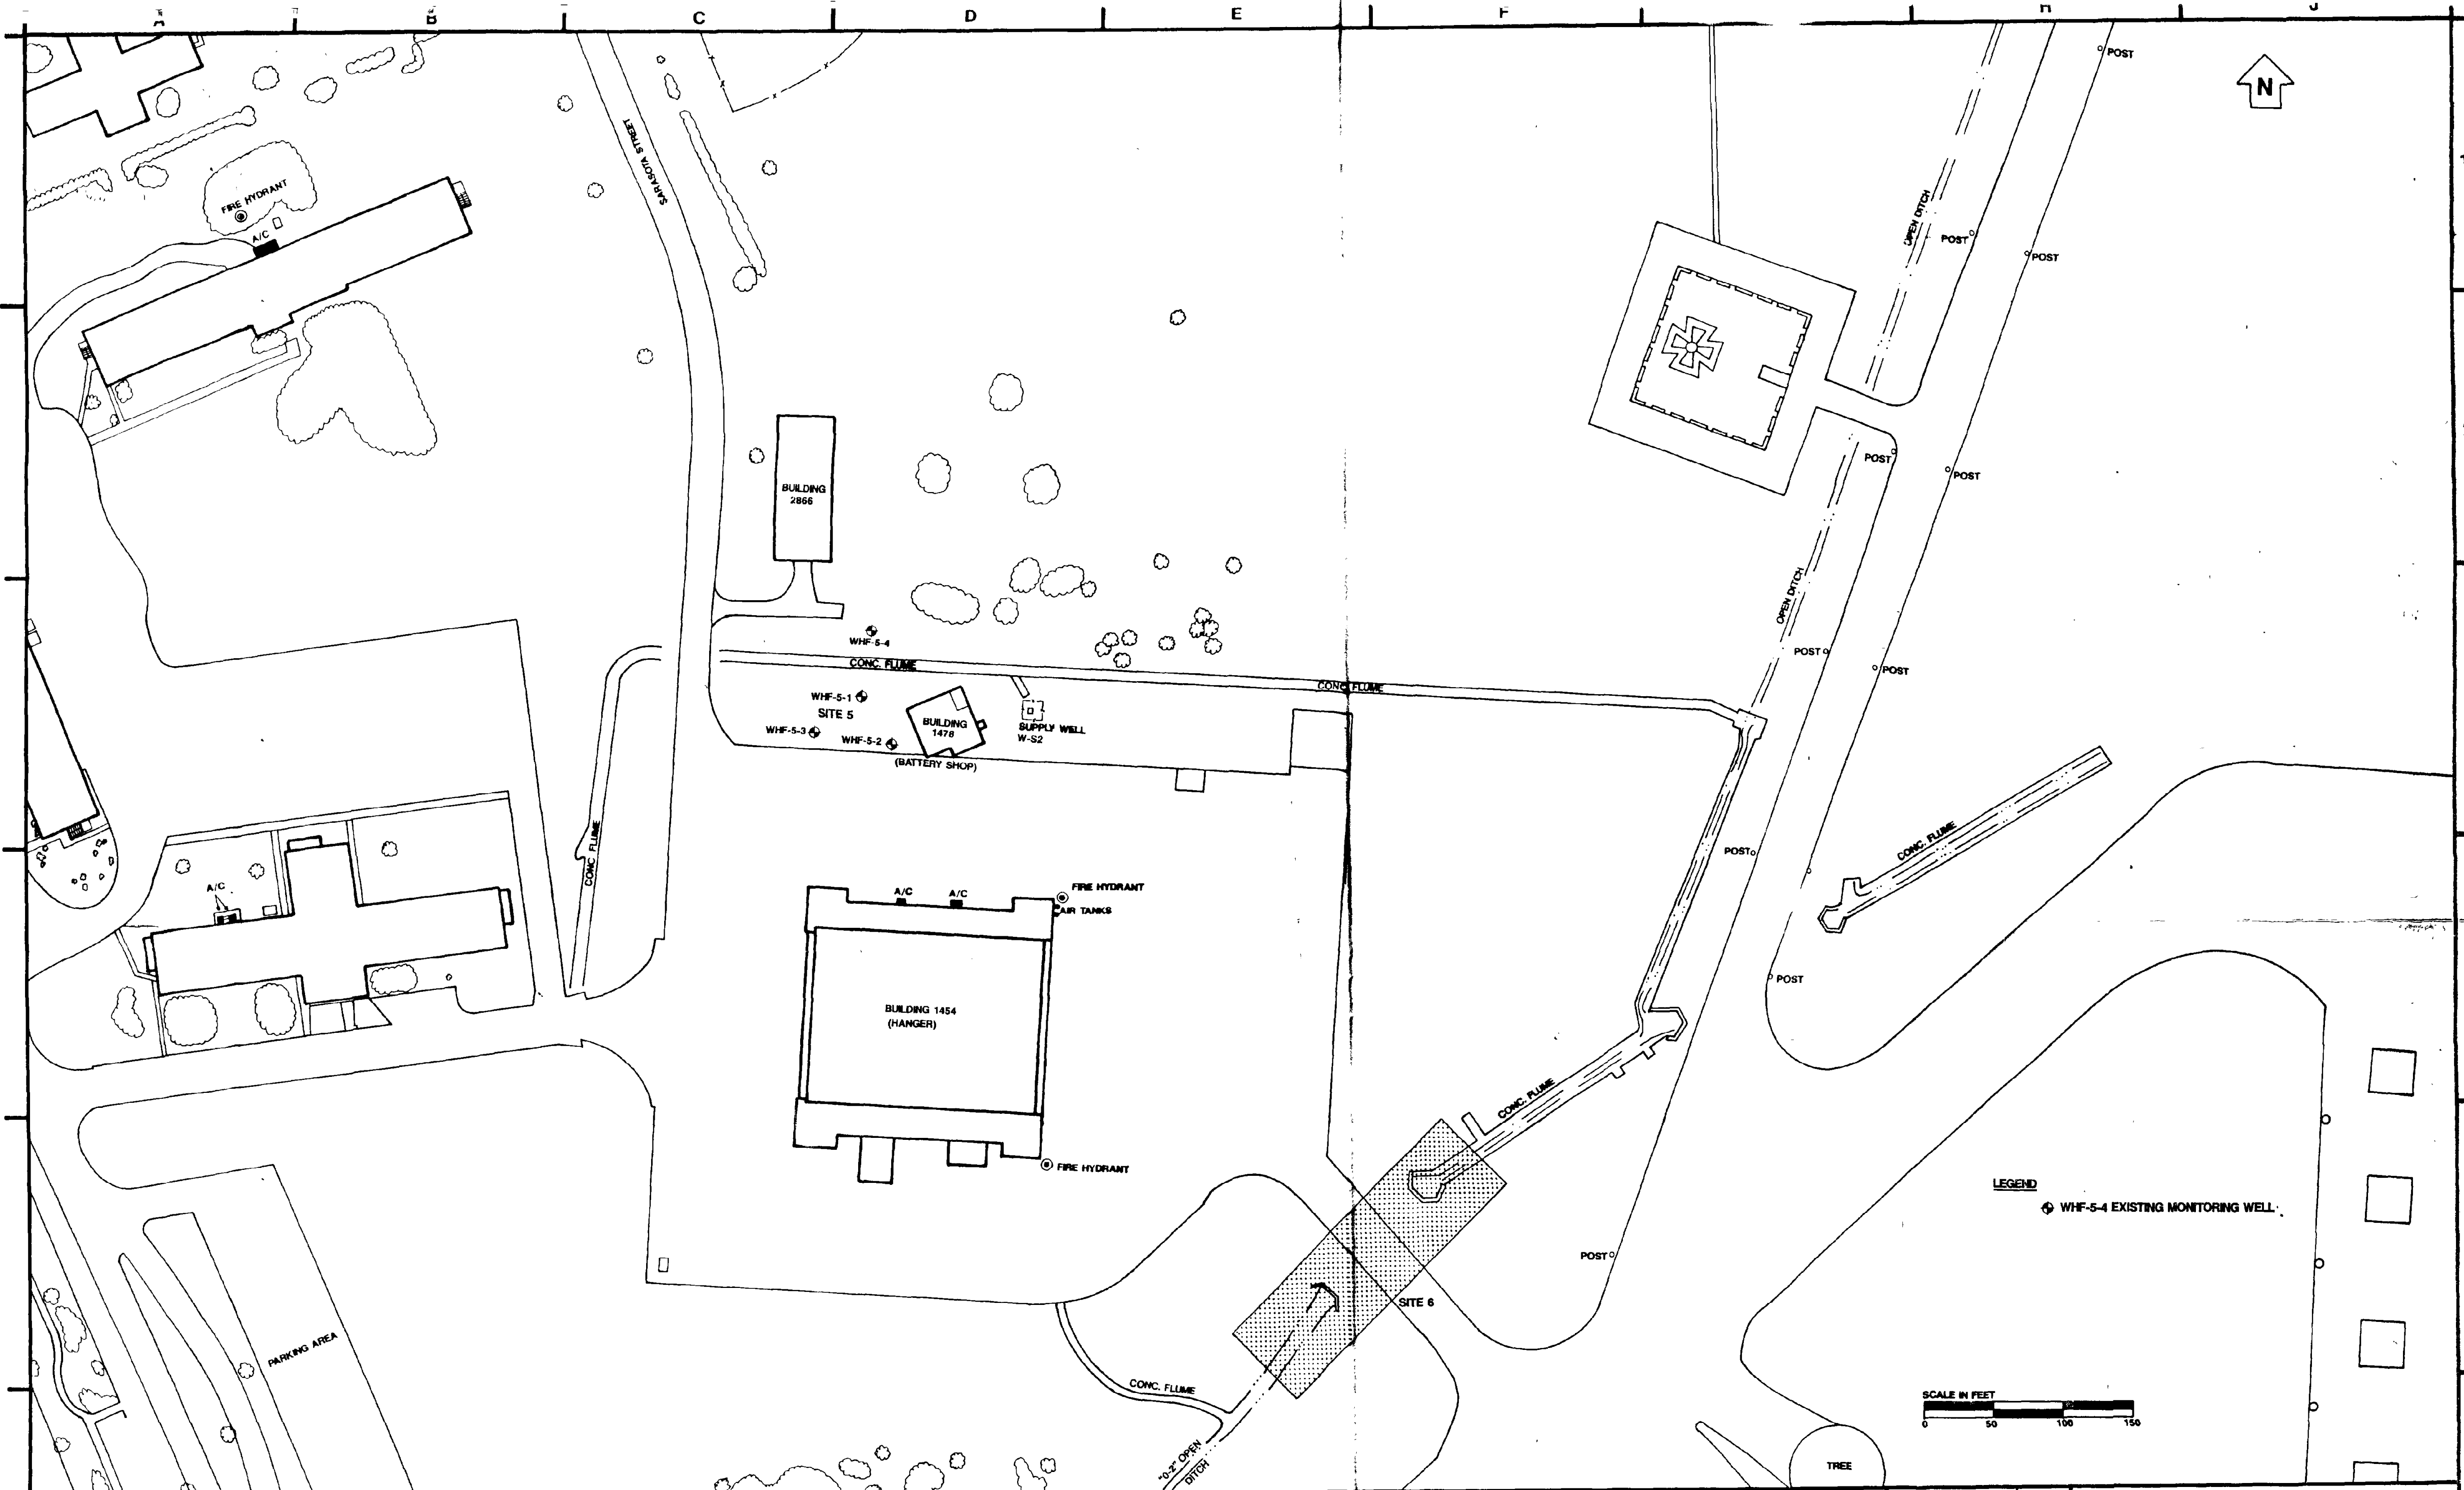 A B C D E F H J
POST
N
SARASOTA STREET
FIRE HYDRANT
A/C
OPEN DITCH
POST
POST
POST
POST
BUILDING
2866
OPEN DITCH
WHF-5-4
CONC. FLUME
POST
POST
CONC. FLUME
WHF-5-1
SITE 5
WHF-5-3
WHF-5-2
BUILDING
1478
(BATTERY SHOP)
SUPPLY WELL
W-S2
CONC. FLUME
CONC. FLUME
POST
A/C
A/C
A/C
FIRE HYDRANT
AIR TANKS
POST
BUILDING 1454
(HANGER)
CONC. FLUME
FIRE HYDRANT
LEGEND
WHF-5-4 EXISTING MONITORING WELL
POST
SITE 6
PARKING AREA
CONC. FLUME
SCALE IN FEET
0 50 100 150
"0-2" OPEN
DITCH
TREE